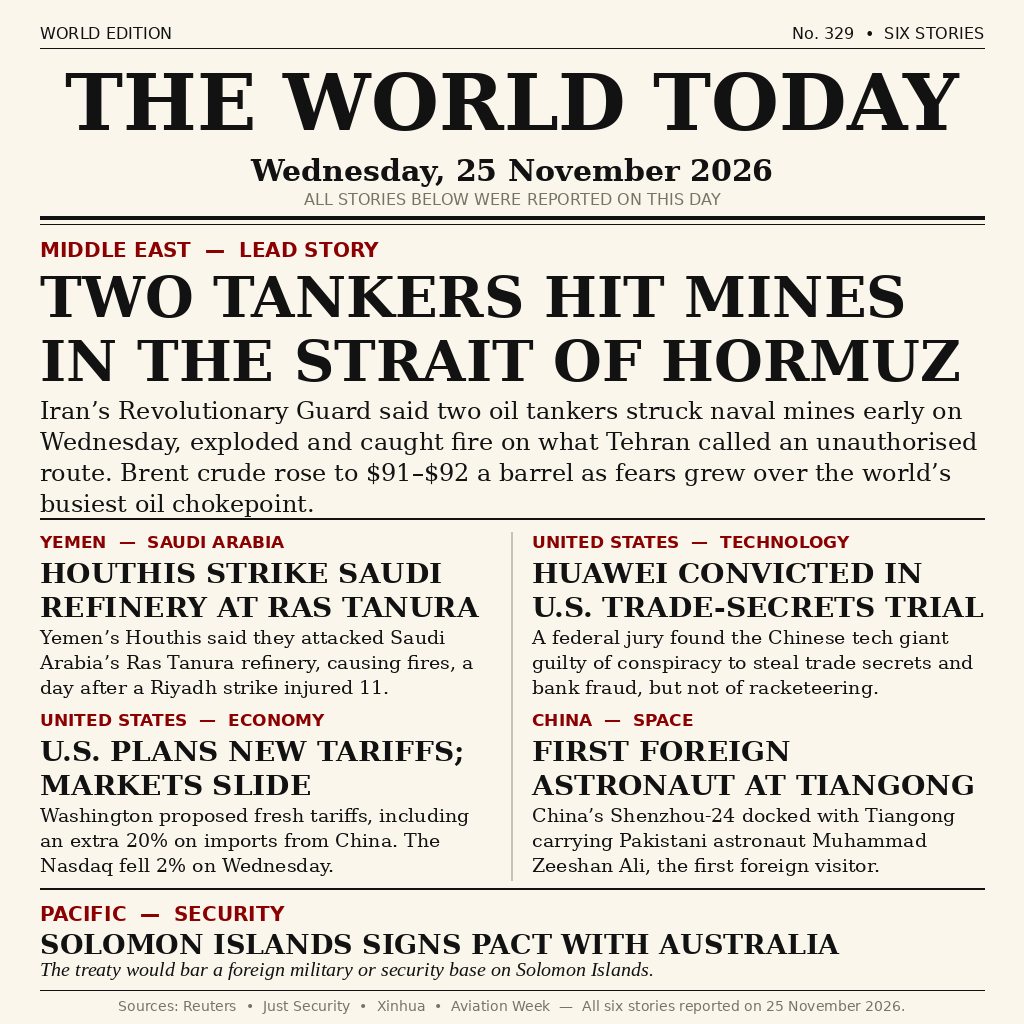 WORLD EDITION
No. 329 • SIX STORIES
THE WORLD TODAY
Wednesday, 25 November 2026
ALL STORIES BELOW WERE REPORTED ON THIS DAY
MIDDLE EAST — LEAD STORY
TWO TANKERS HIT MINES
IN THE STRAIT OF HORMUZ
Iran’s Revolutionary Guard said two oil tankers struck naval mines early on
Wednesday, exploded and caught fire on what Tehran called an unauthorised
route. Brent crude rose to $91–$92 a barrel as fears grew over the world’s
busiest oil chokepoint.
YEMEN — SAUDI ARABIA
HOUTHIS STRIKE SAUDI
REFINERY AT RAS TANURA
Yemen’s Houthis said they attacked Saudi
Arabia’s Ras Tanura refinery, causing fires, a
day after a Riyadh strike injured 11.
UNITED STATES — ECONOMY
U.S. PLANS NEW TARIFFS;
MARKETS SLIDE
Washington proposed fresh tariffs, including
an extra 20% on imports from China. The
Nasdaq fell 2% on Wednesday.
UNITED STATES — TECHNOLOGY
HUAWEI CONVICTED IN
U.S. TRADE-SECRETS TRIAL
A federal jury found the Chinese tech giant
guilty of conspiracy to steal trade secrets and
bank fraud, but not of racketeering.
CHINA — SPACE
FIRST FOREIGN
ASTRONAUT AT TIANGONG
China’s Shenzhou-24 docked with Tiangong
carrying Pakistani astronaut Muhammad
Zeeshan Ali, the first foreign visitor.
PACIFIC — SECURITY
SOLOMON ISLANDS SIGNS PACT WITH AUSTRALIA
The treaty would bar a foreign military or security base on Solomon Islands.
Sources: Reuters • Just Security • Xinhua • Aviation Week — All six stories reported on 25 November 2026.